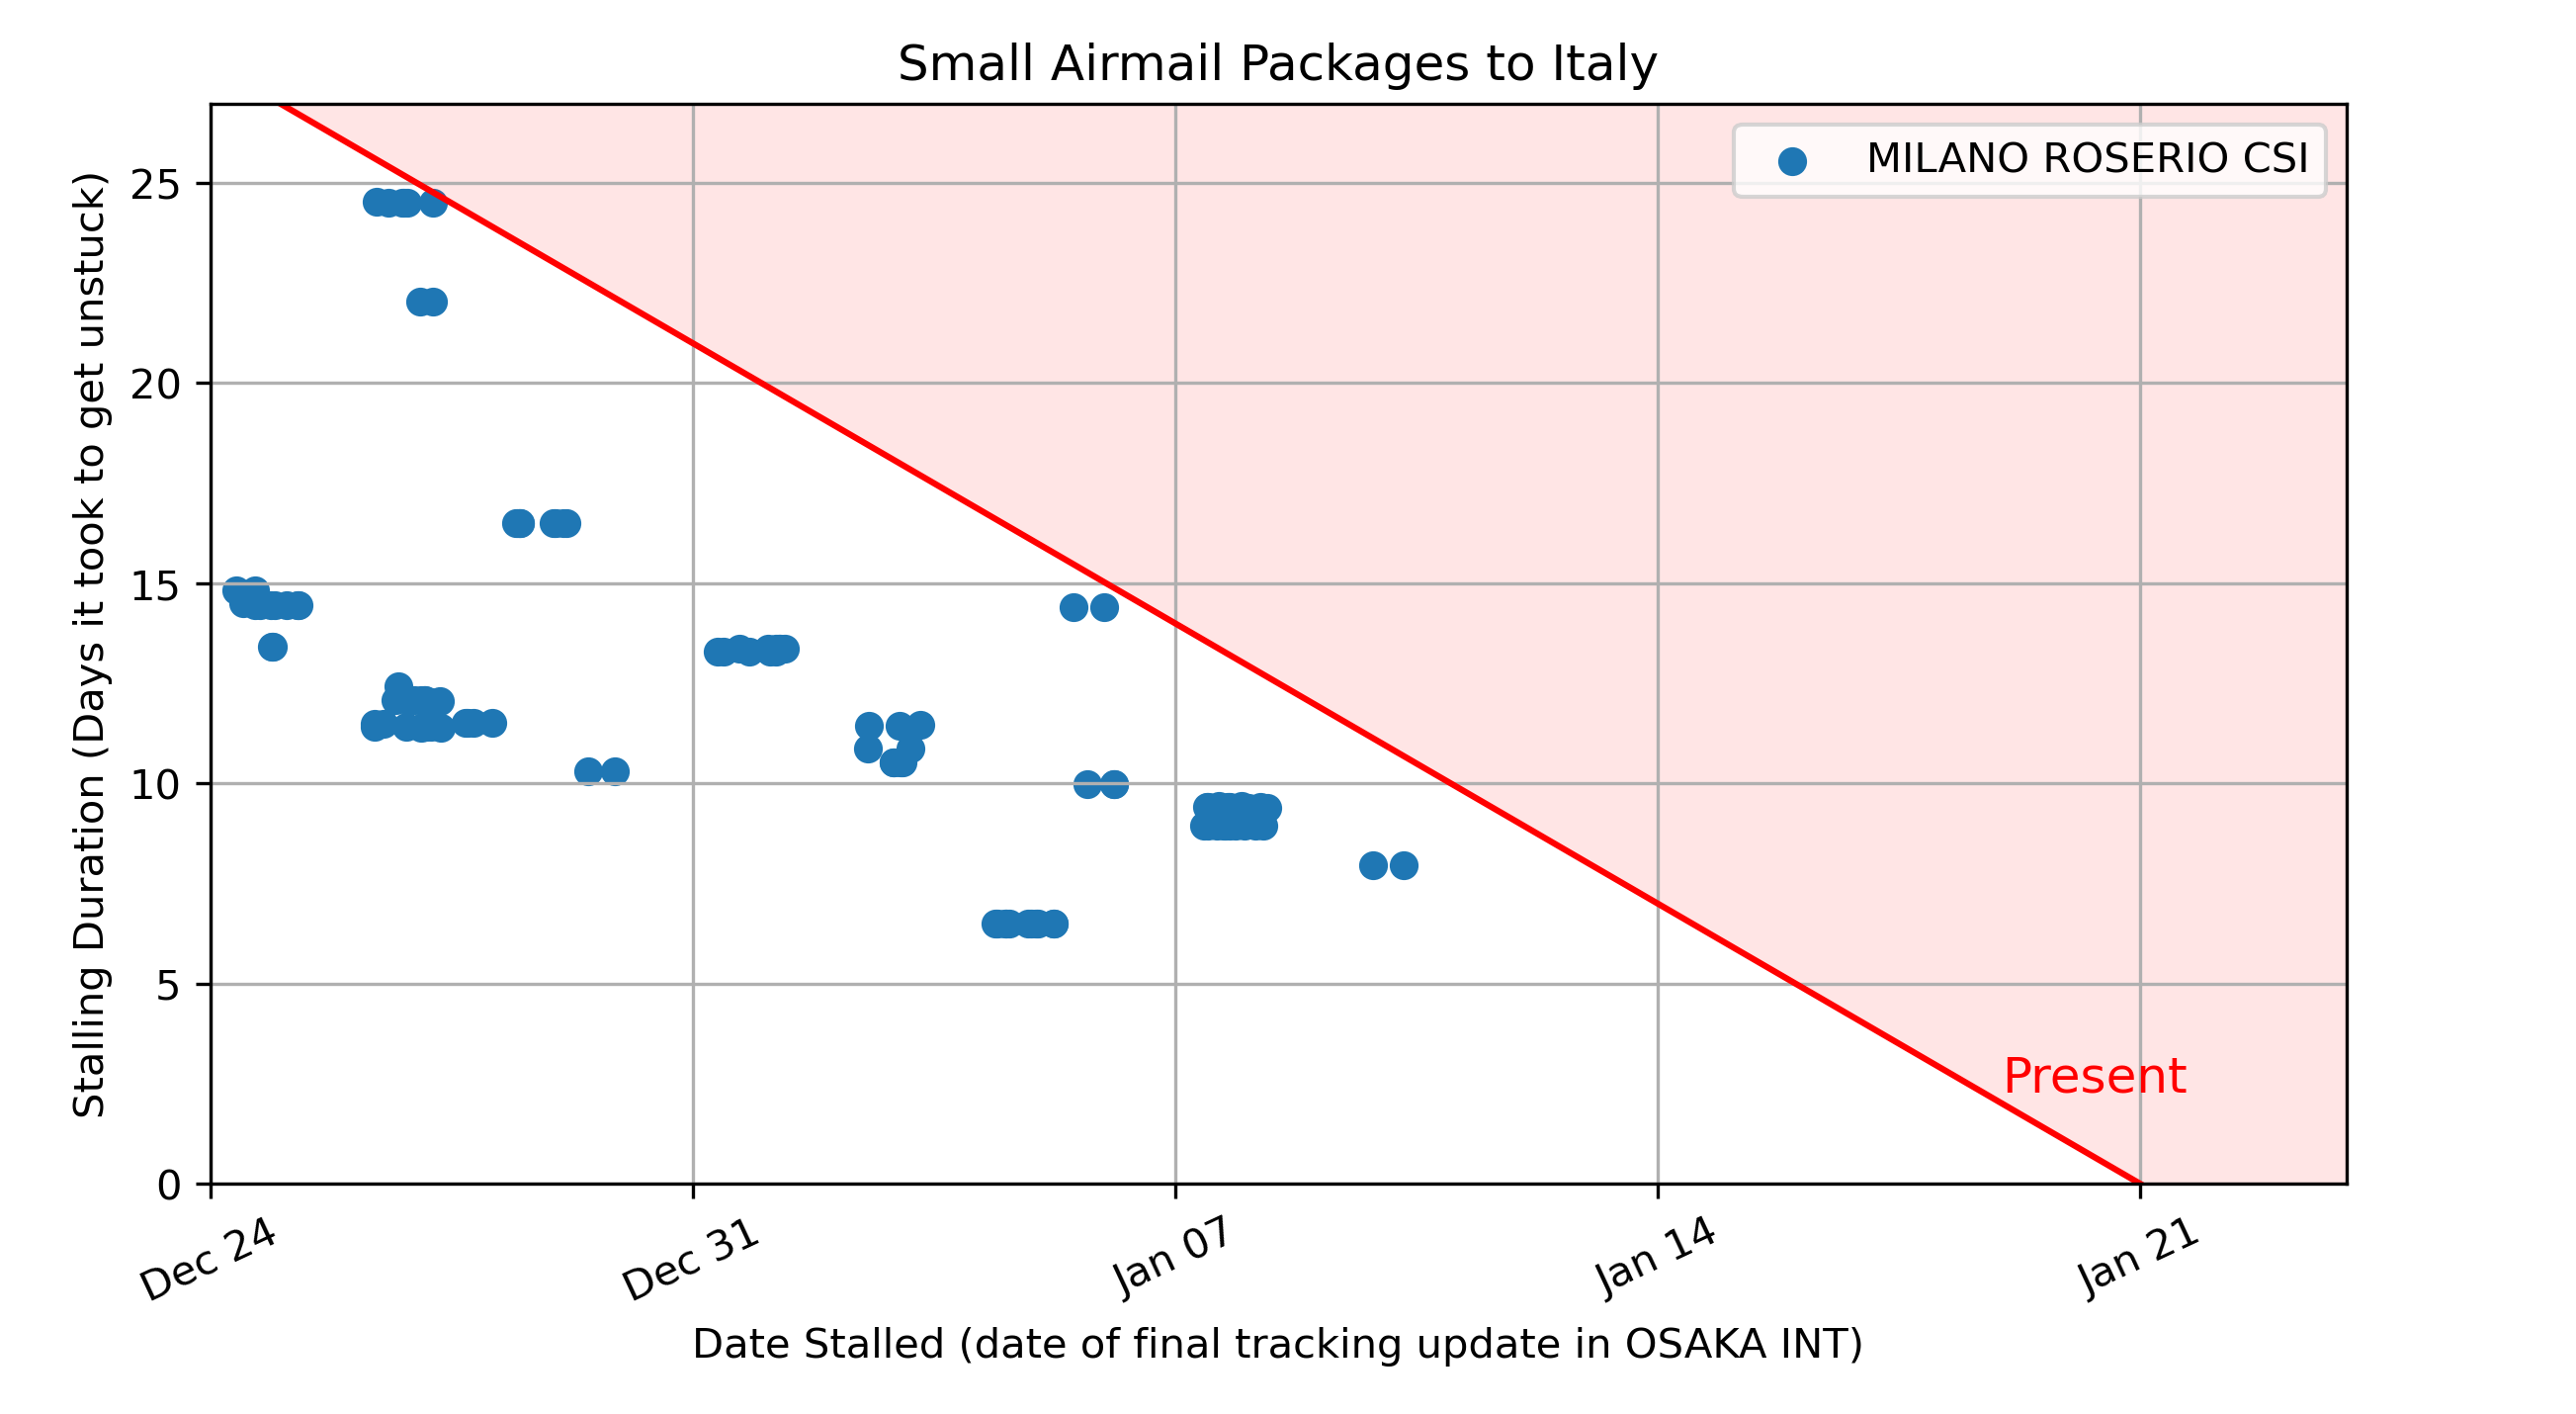 Small Airmail Packages to Italy
MILANO ROSERIO CSI
Stalling Duration (Days it took to get unstuck)
25
20
15
10
5
0
Present
Dec 24
Dec 31
Jan 07
Jan 14
Jan 21
Date Stalled (date of final tracking update in OSAKA INT)